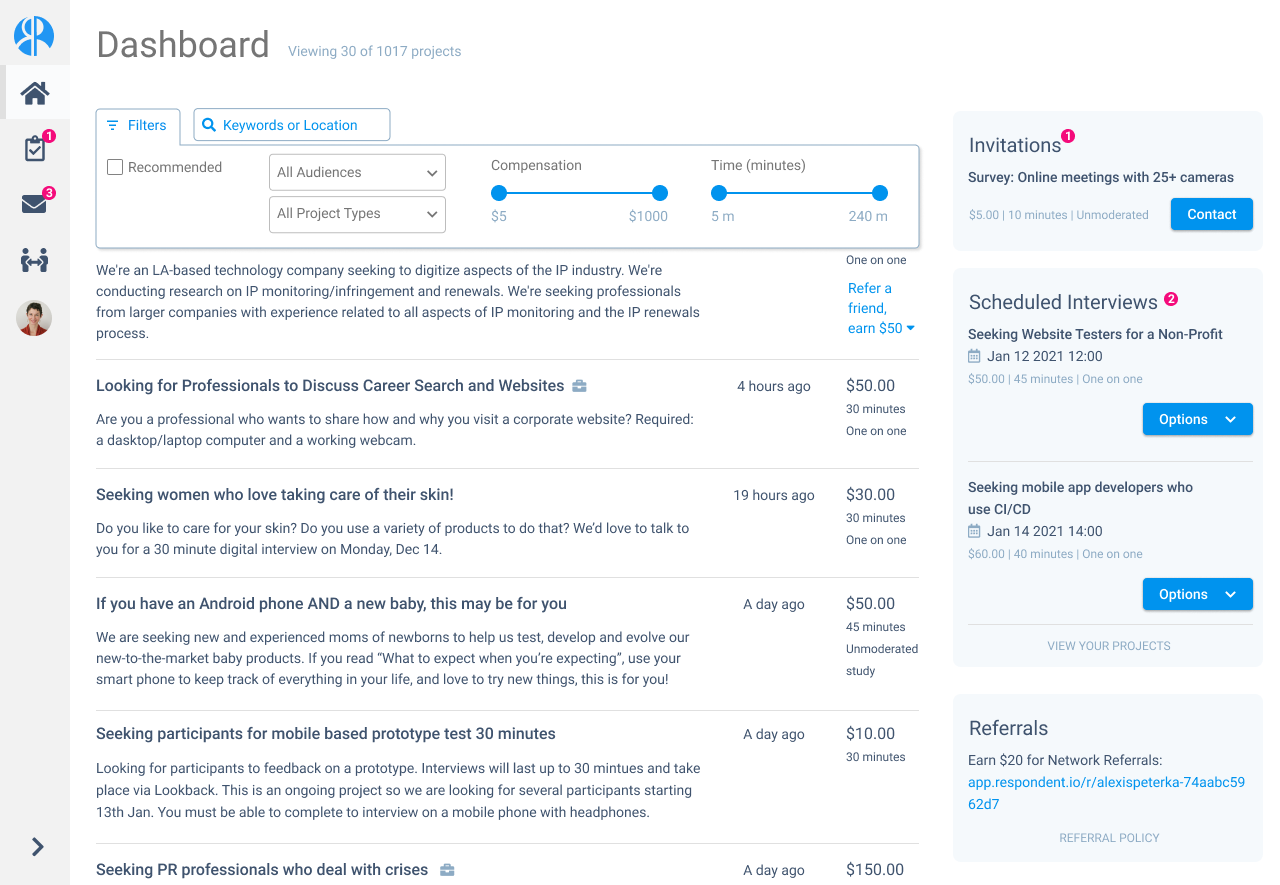 Dashboard
Viewing 30 of 1017 projects
1
3
Filters
Keywords or Location
Recommended
All Audiences
All Project Types
Compensation
$5
$1000
Time (minutes)
5 m
240 m
We're an LA-based technology company seeking to digitize aspects of the IP industry. We're
conducting research on IP monitoring/infringement and renewals. We're seeking professionals
from larger companies with experience related to all aspects of IP monitoring and the IP renewals
process.
One on one
Refer a
friend,
earn $50
Looking for Professionals to Discuss Career Search and Websites
4 hours ago
$50.00
Are you a professional who wants to share how and why you visit a corporate website? Required:
a dasktop/laptop computer and a working webcam.
30 minutes
One on one
Seeking women who love taking care of their skin!
19 hours ago
$30.00
Do you like to care for your skin? Do you use a variety of products to do that? We’d love to talk to
you for a 30 minute digital interview on Monday, Dec 14.
30 minutes
One on one
If you have an Android phone AND a new baby, this may be for you
A day ago
$50.00
We are seeking new and experienced moms of newborns to help us test, develop and evolve our
new-to-the-market baby products. If you read “What to expect when you’re expecting”, use your
smart phone to keep track of everything in your life, and love to try new things, this is for you!
45 minutes
Unmoderated
study
Seeking participants for mobile based prototype test 30 minutes
A day ago
$10.00
Looking for participants to feedback on a prototype. Interviews will last up to 30 mintues and take
place via Lookback. This is an ongoing project so we are looking for several participants starting
13th Jan. You must be able to complete to interview on a mobile phone with headphones.
30 minutes
Seeking PR professionals who deal with crises
A day ago
$150.00
Invitations
1
Survey: Online meetings with 25+ cameras
$5.00 | 10 minutes | Unmoderated
Contact
Scheduled Interviews
2
Seeking Website Testers for a Non-Profit
Jan 12 2021 12:00
$50.00 | 45 minutes | One on one
Options
Seeking mobile app developers who
use CI/CD
Jan 14 2021 14:00
$60.00 | 40 minutes | One on one
Options
VIEW YOUR PROJECTS
Referrals
Earn $20 for Network Referrals:
app.respondent.io/r/alexispeterka-74aabc59
62d7
REFERRAL POLICY